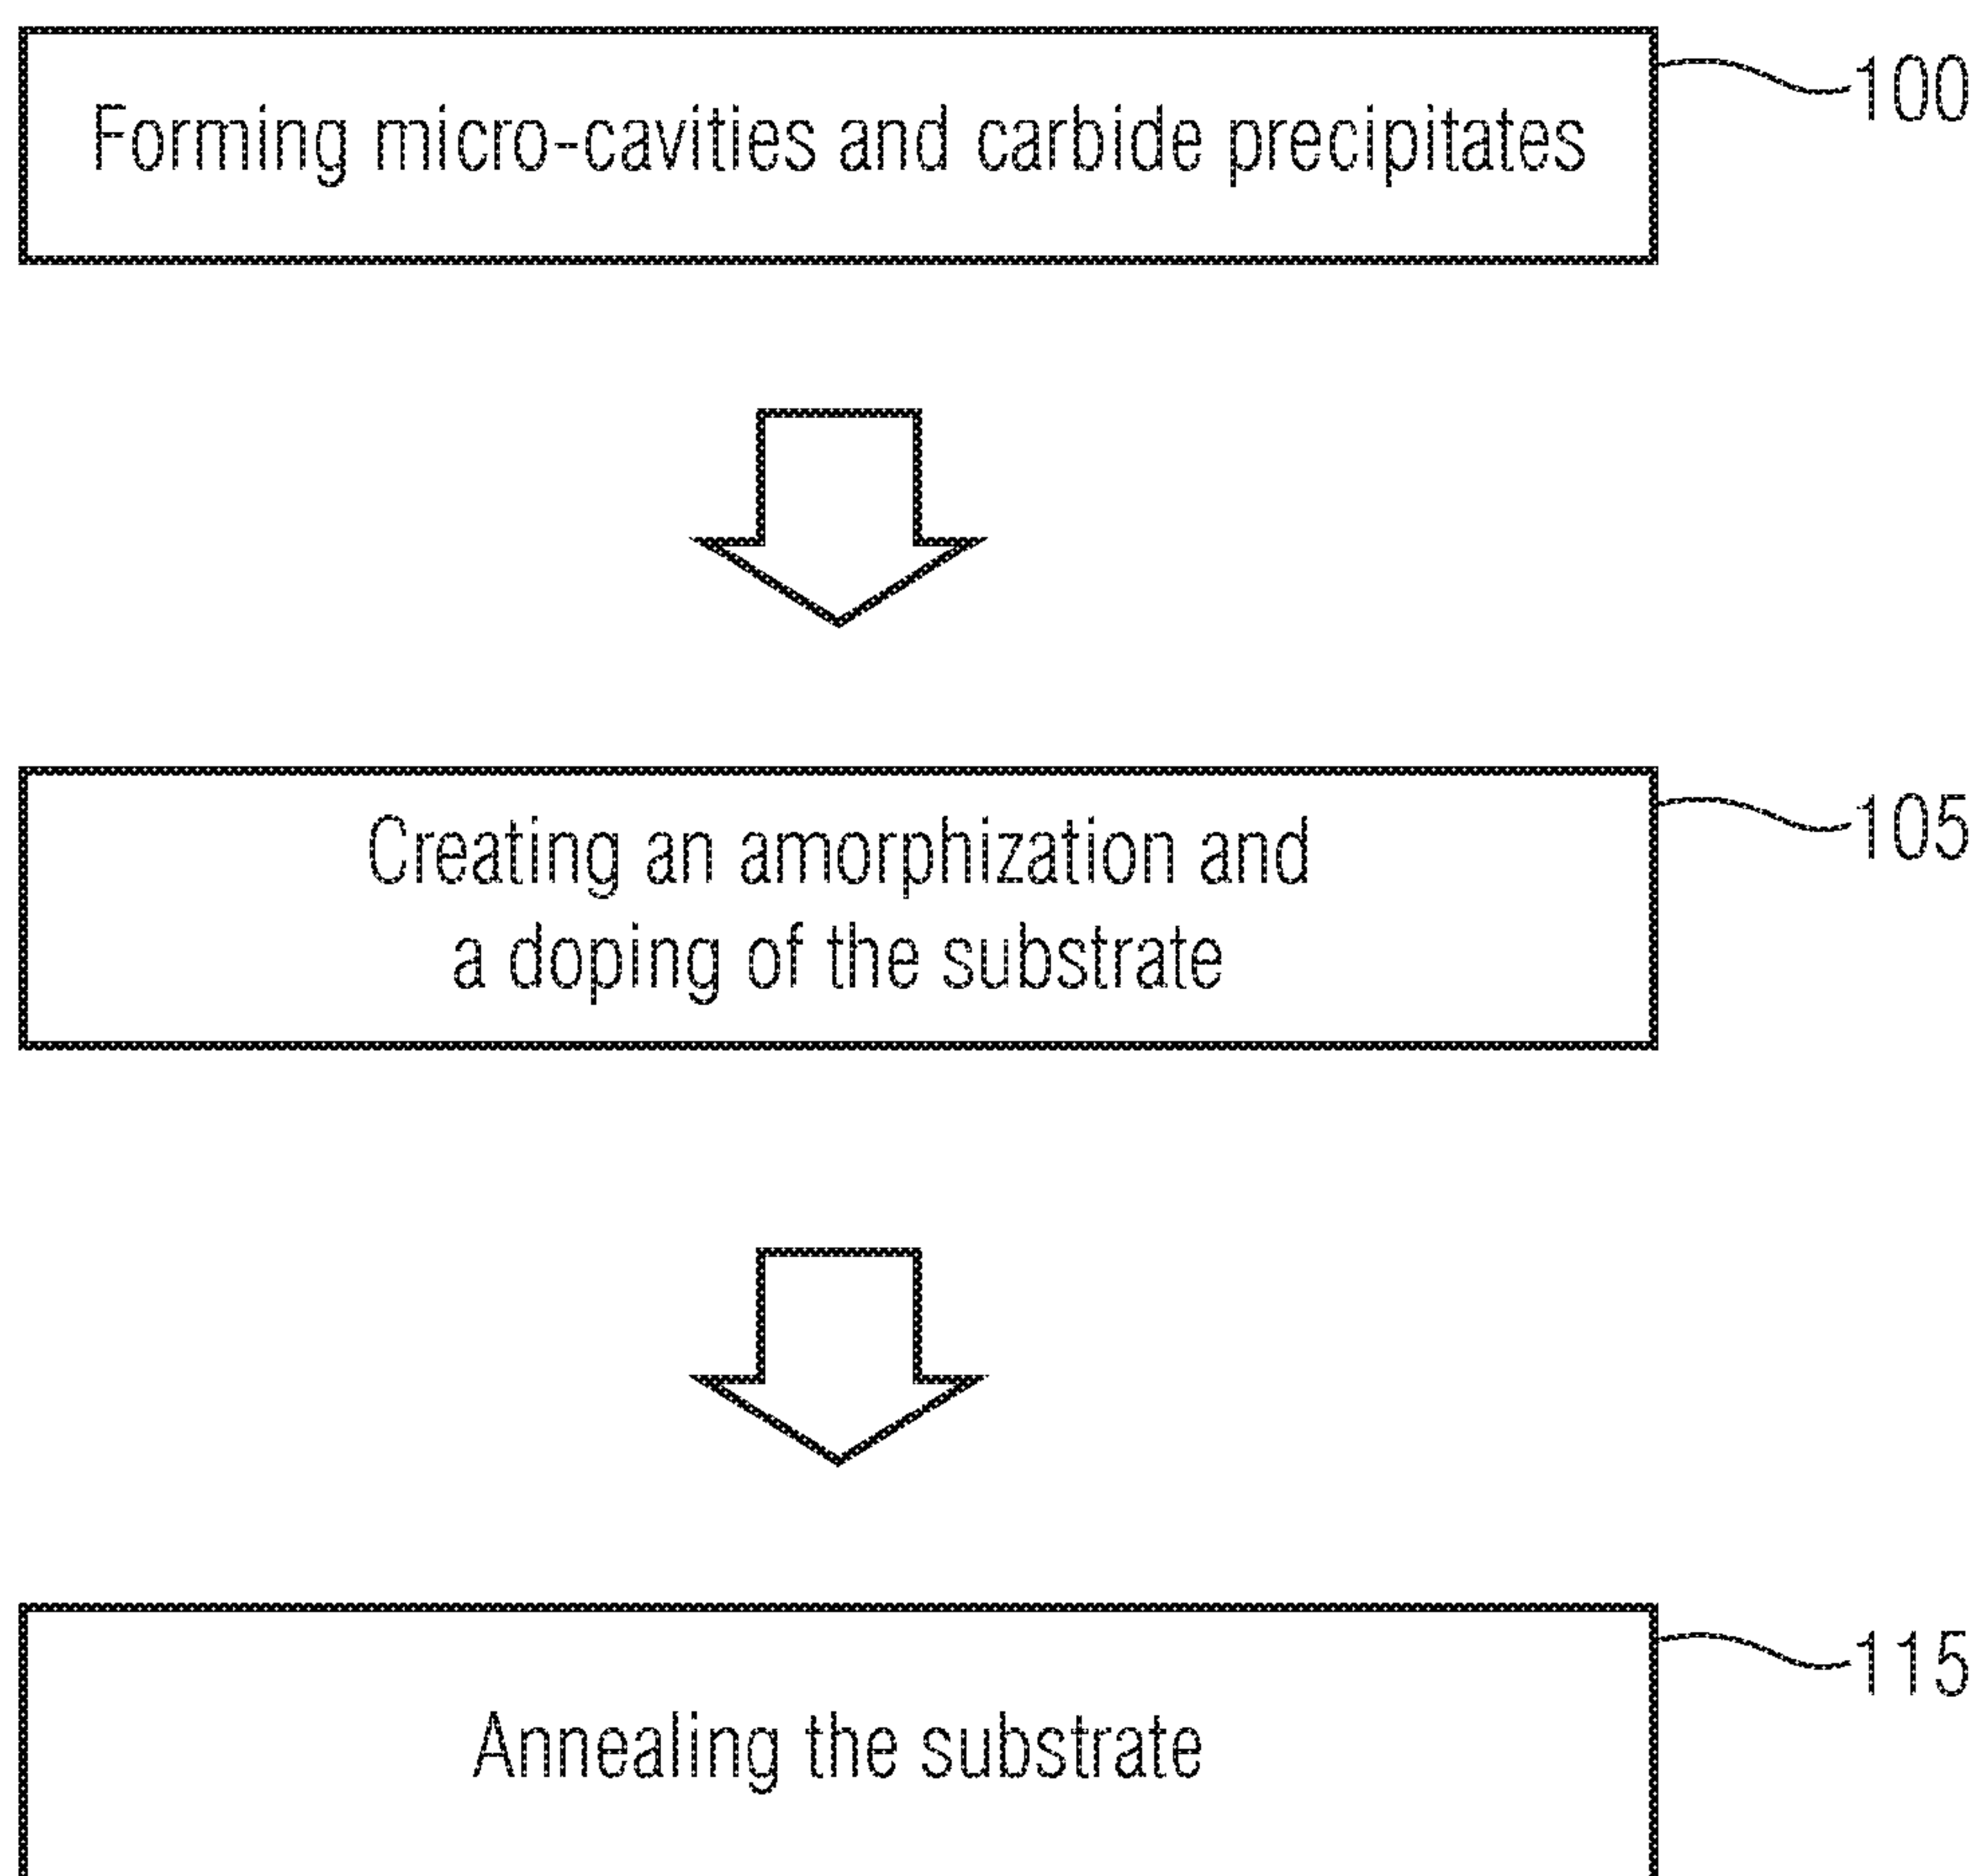 Forming micro-cavities and carbide precipitates
100
Creating an amorphization and
a doping of the substrate
105
Annealing the substrate
115